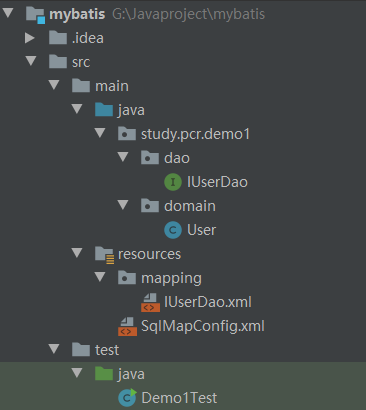 mybatis G:\Javaproject\mybatis
.idea
src
main
java
study.pcr.demo1
dao
IUserDao
domain
User
resources
mapping
IUserDao.xml
SqlMapConfig.xml
test
java
Demo1Test